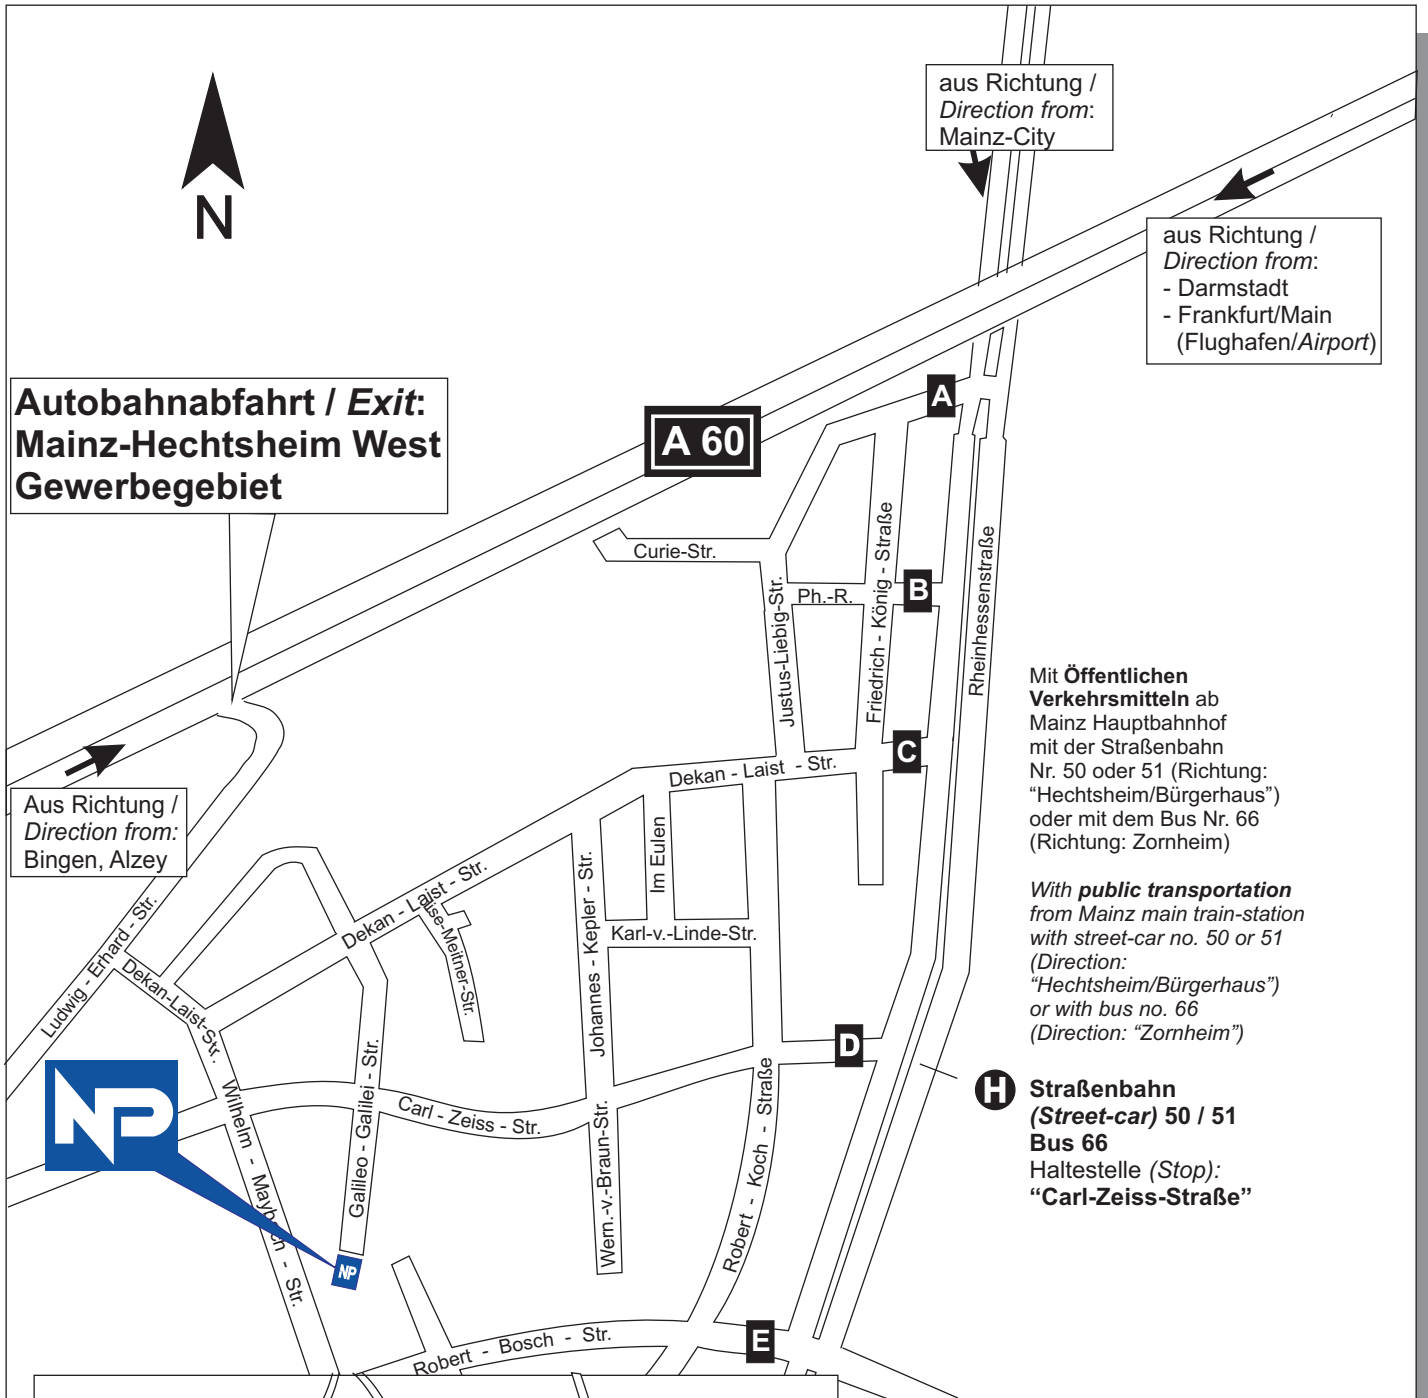 aus Richtung /
Direction from:
Mainz-City
N
aus Richtung /
Direction from:
- Darmstadt
- Frankfurt/Main
(Flughafen/Airport)
Autobahnabfahrt / Exit:
Mainz-Hechtsheim West
Gewerbegebiet
A 60
A
Curie-Str.
Ph.-R.
B
Justus-Liebig-Str.
Friedrich - König - Straße
Rheinhessenstraße
C
Dekan - Laist - Str.
Mit Öffentlichen
Verkehrsmitteln ab
Mainz Hauptbahnhof
mit der Straßenbahn
Nr. 50 oder 51 (Richtung:
“Hechtsheim/Bürgerhaus”)
oder mit dem Bus Nr. 66
(Richtung: Zornheim)
Aus Richtung /
Direction from:
Bingen, Alzey
With public transportation
from Mainz main train-station
with street-car no. 50 or 51
(Direction:
“Hechtsheim/Bürgerhaus”)
or with bus no. 66
(Direction: “Zornheim”)
Im Eulen
Dekan - Laist - Str.
Lise-Meitner-Str.
Johannes - Kepler - Str.
Karl-v.-Linde-Str.
Ludwig - Erhard - Str.
Dekan-Laist-Str.
D
NP
Wilhelm - Maybach - Str.
Galileo - Galilei - Str.
Carl - Zeiss - Str.
Wern.-v.-Braun-Str.
Robert - Koch - Straße
H
Straßenbahn
(Street-car) 50 / 51
Bus 66
Haltestelle (Stop):
“Carl-Zeiss-Straße”
NP
Robert - Bosch - Str.
E